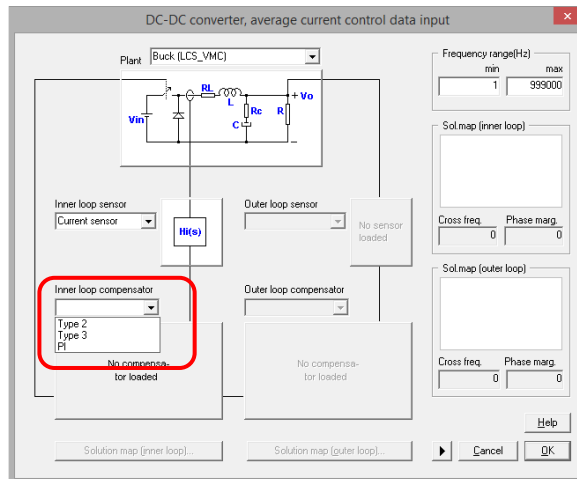 DC-DC converter, average current control data input
x
Plant
Buck (LCS_VMC)
RL
L
+ Vo
Vin
Rc
R
C
Frequency range(Hz)
min max
1 999000
Sol.map (inner loop)
Cross freq. Phase marg.
0 0
Inner loop sensor
Current sensor
Hi(s)
Outer loop sensor
No sensor
loaded
Inner loop compensator
Type 2
Type 3
PI
No compensa-
tor loaded
Outer loop compensator
No compensa-
tor loaded
Sol.map (outer loop)
Cross freq. Phase marg.
0 0
Solution map (inner loop)...
Solution map (outer loop)...
Help
Cancel
OK